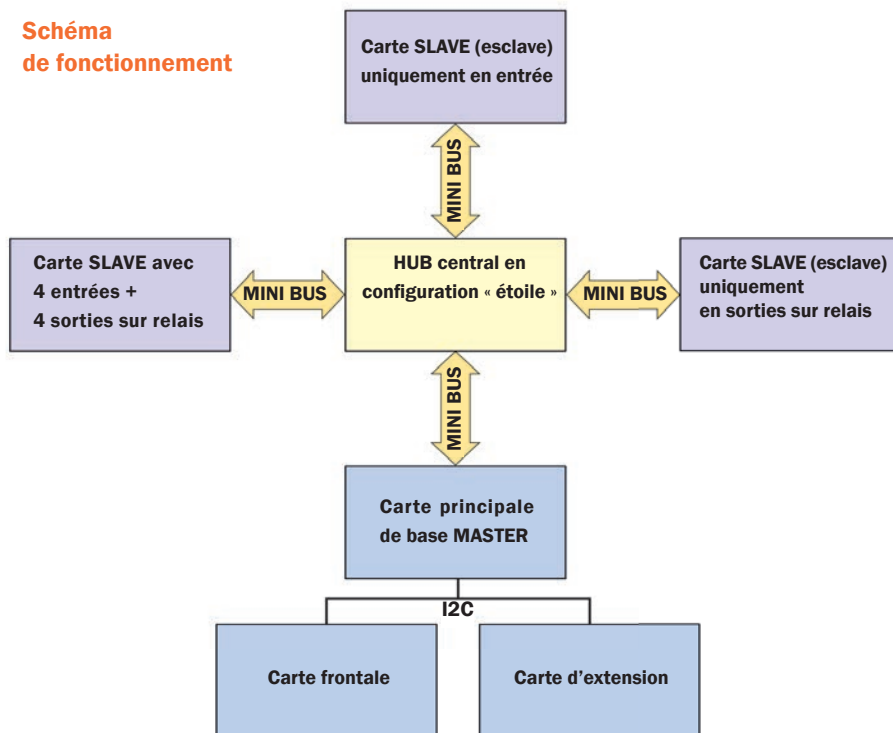 Schéma
de fonctionnement
Carte SLAVE (esclave)
uniquement en entrée
MINI BUS
Carte SLAVE avec
4 entrées +
4 sorties sur relais
MINI BUS
HUB central en
configuration « étoile »
MINI BUS
Carte SLAVE (esclave)
uniquement
en sorties sur relais
MINI BUS
Carte principale
de base MASTER
I2C
Carte frontale
Carte d'extension